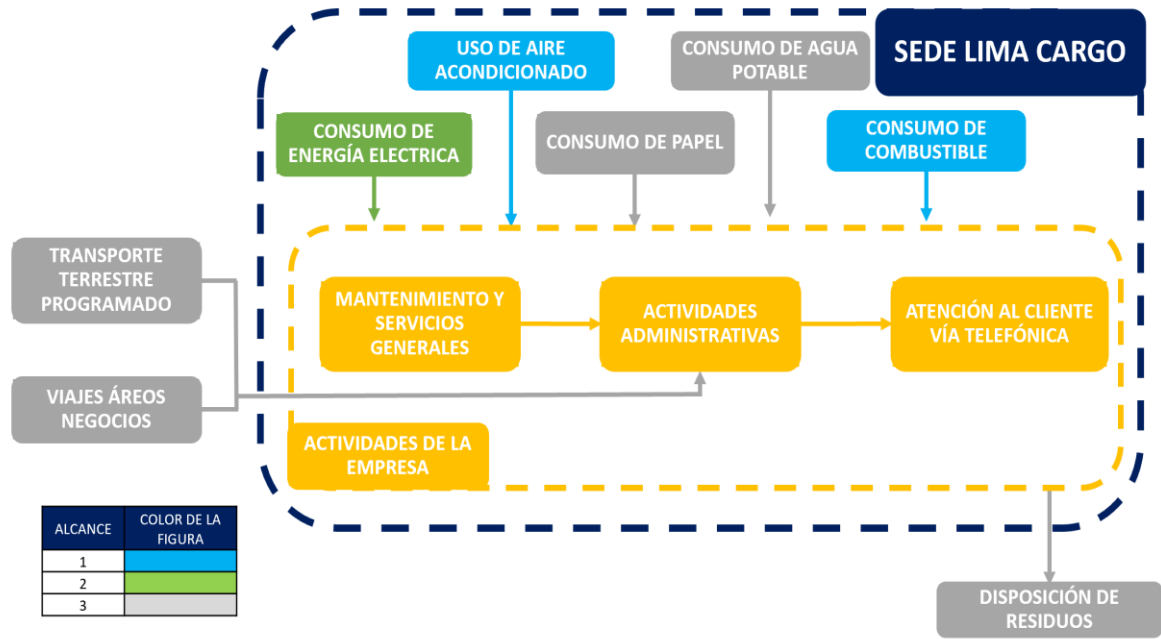 USO DE AIRE
ACONDICIONADO
CONSUMO DE AGUA
POTABLE
SEDE LIMA CARGO
CONSUMO DE
ENERGÍA ELECTRICA
CONSUMO DE PAPEL
CONSUMO DE
COMBUSTIBLE
TRANSPORTE
TERRESTRE
PROGRAMADO
MANTENIMIENTO Y
SERVICIOS
GENERALES
ACTIVIDADES
ADMINISTRATIVAS
ATENCIÓN AL CLIENTE
VÍA TELEFÓNICA
VIAJES ÁREOS
NEGOCIOS
ACTIVIDADES DE LA
EMPRESA
ALCANCE
COLOR DE LA
FIGURA
1
2
3
DISPOSICIÓN DE
RESIDUOS